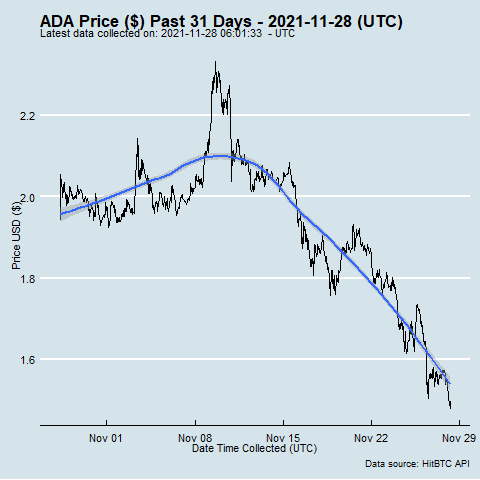 ADA Price ($) Past 31 Days - 2021-11-28 (UTC)
Latest data collected on: 2021-11-28 06:01:33 - UTC
Price USD ($)
2.2
2.0
1.8
1.6
Nov 01 Nov 08 Nov 15 Nov 22 Nov 29
Date Time Collected (UTC)
Data source: HitBTC API